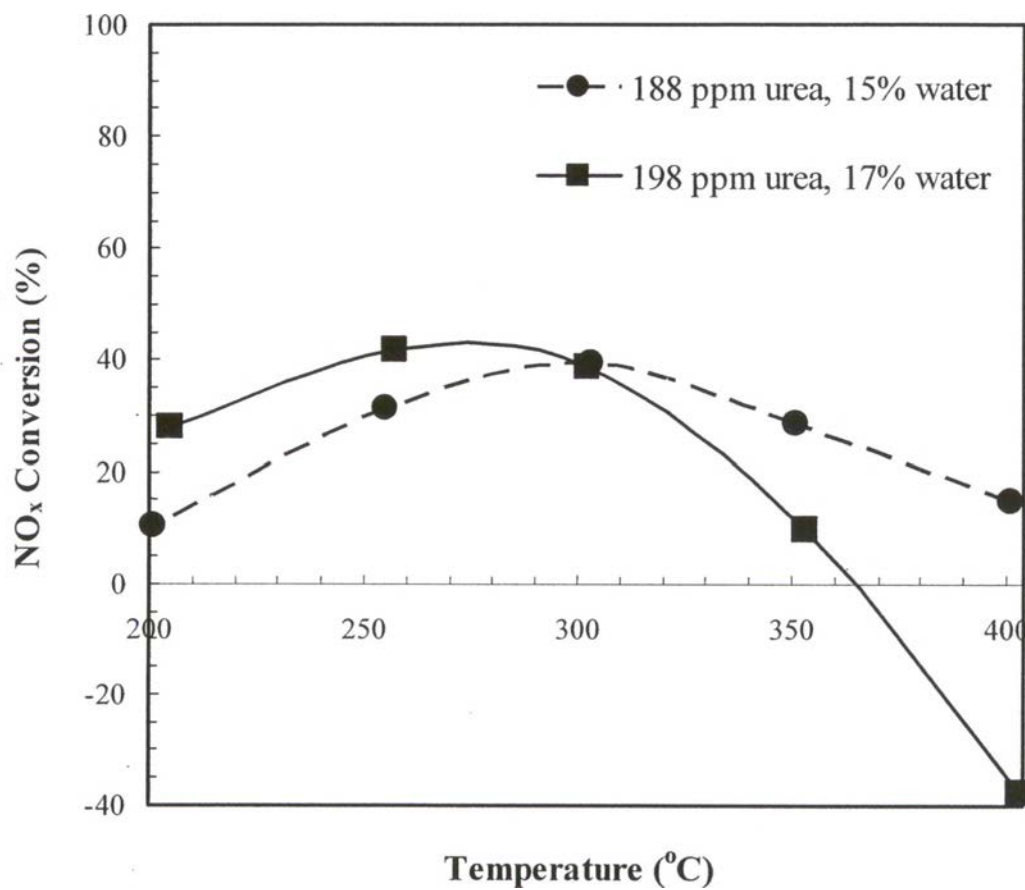 100
188 ppm urea, 15% water
80
198 ppm urea, 17% water
60
40
20
0
200 250 300 350 400
-20
-40
NOₓ Conversion (%)
Temperature (°C)